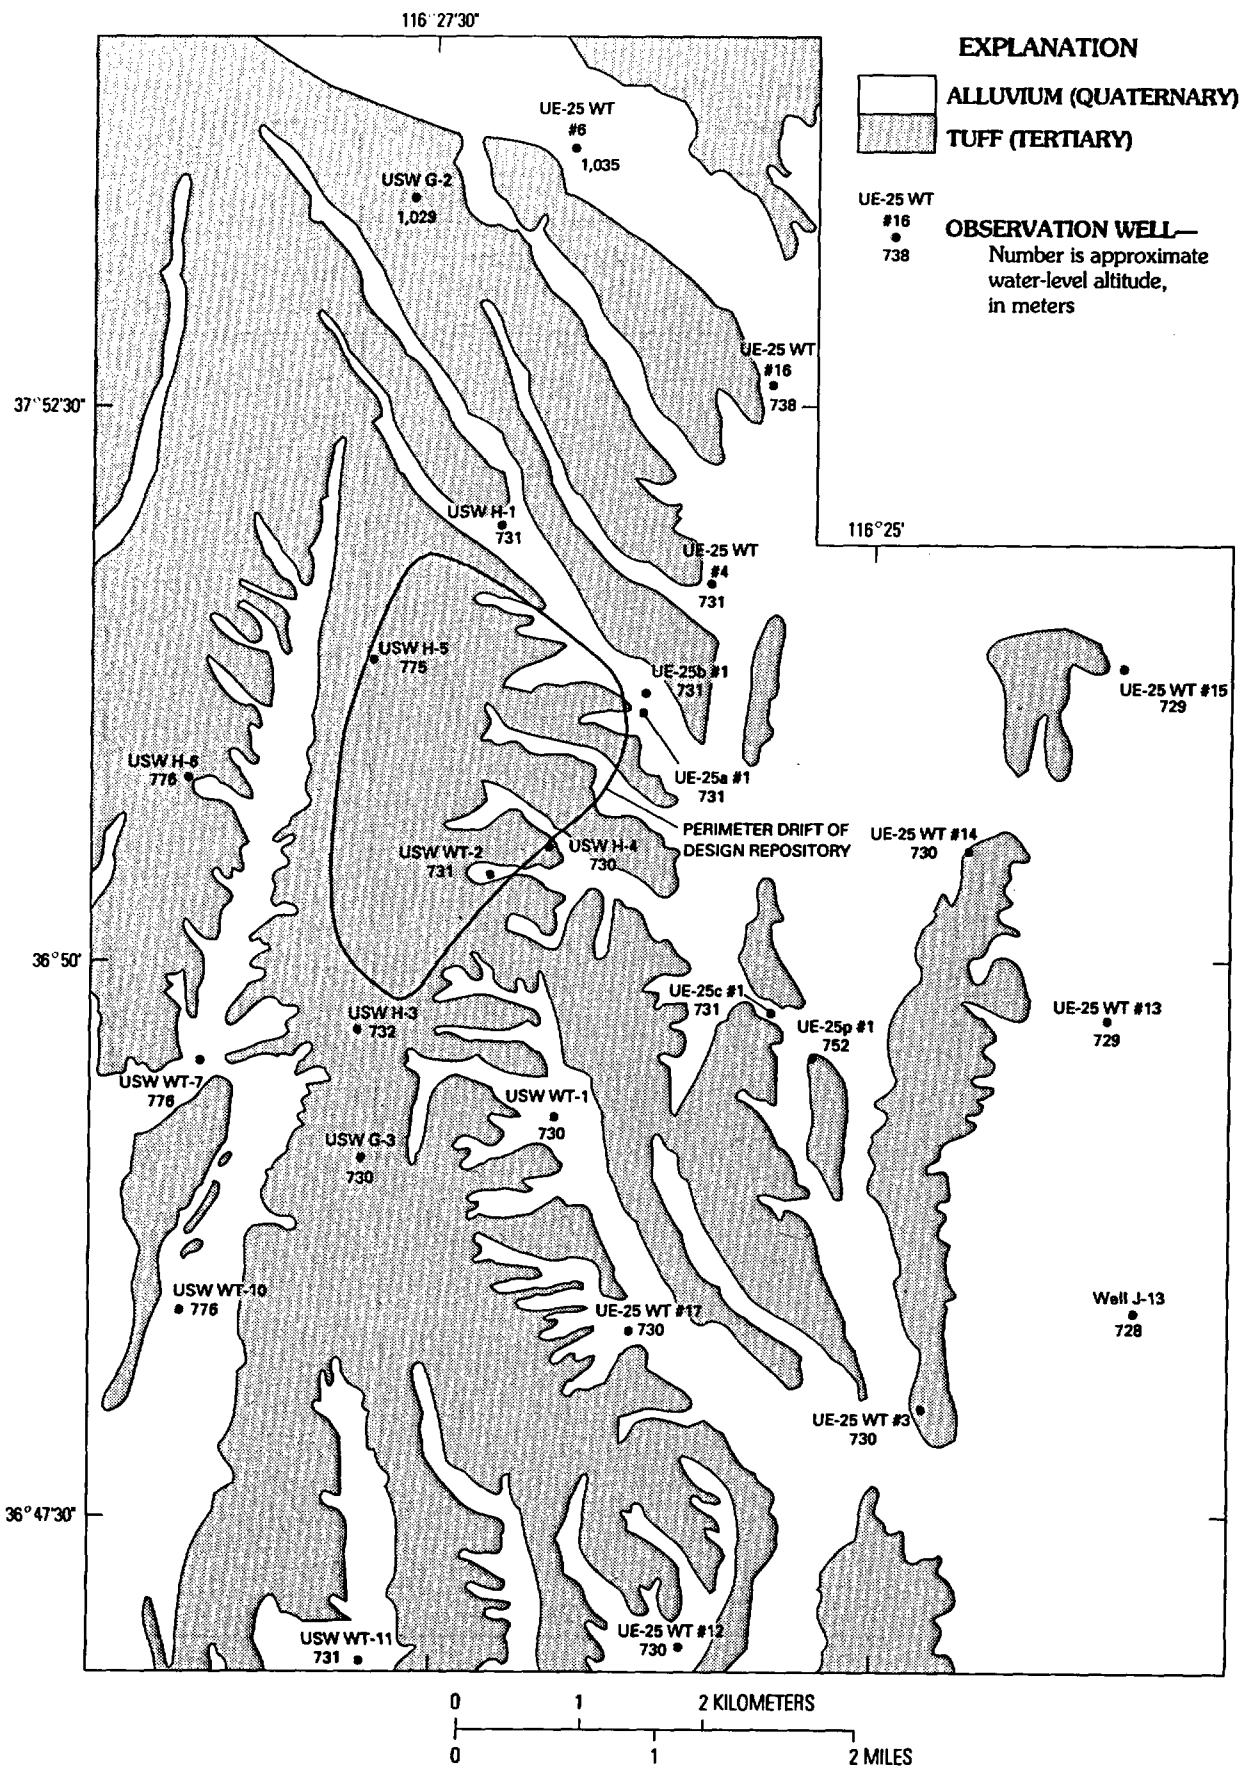 116°27'30"
EXPLANATION
ALLUVIUM (QUATERNARY)
TUFF (TERTIARY)
UE-25 WT
#16
738
OBSERVATION WELL—
Number is approximate
water-level altitude,
in meters
UE-25 WT
#6
1,035
USW G-2
1,029
UE-25 WT
#16
738
37°52'30"
USW H-1
731
116°25'
UE-25 WT
#4
731
USW H-5
775
UE-25b #1
731
UE-25 WT #15
729
USW H-6
776
UE-25a #1
731
PERIMETER DRIFT OF
DESIGN REPOSITORY
UE-25 WT #14
730
USW H-4
730
USW WT-2
731
36°50'
UE-25c #1
731
USW H-3
732
UE-25p #1
752
UE-25 WT #13
729
USW WT-7
776
USW WT-1
730
USW G-3
730
USW WT-10
776
UE-25 WT #17
730
Well J-13
728
UE-25 WT #3
730
36°47'30"
USW WT-11
731
UE-25 WT #12
730
0 1 2 KILOMETERS
0 1 2 MILES